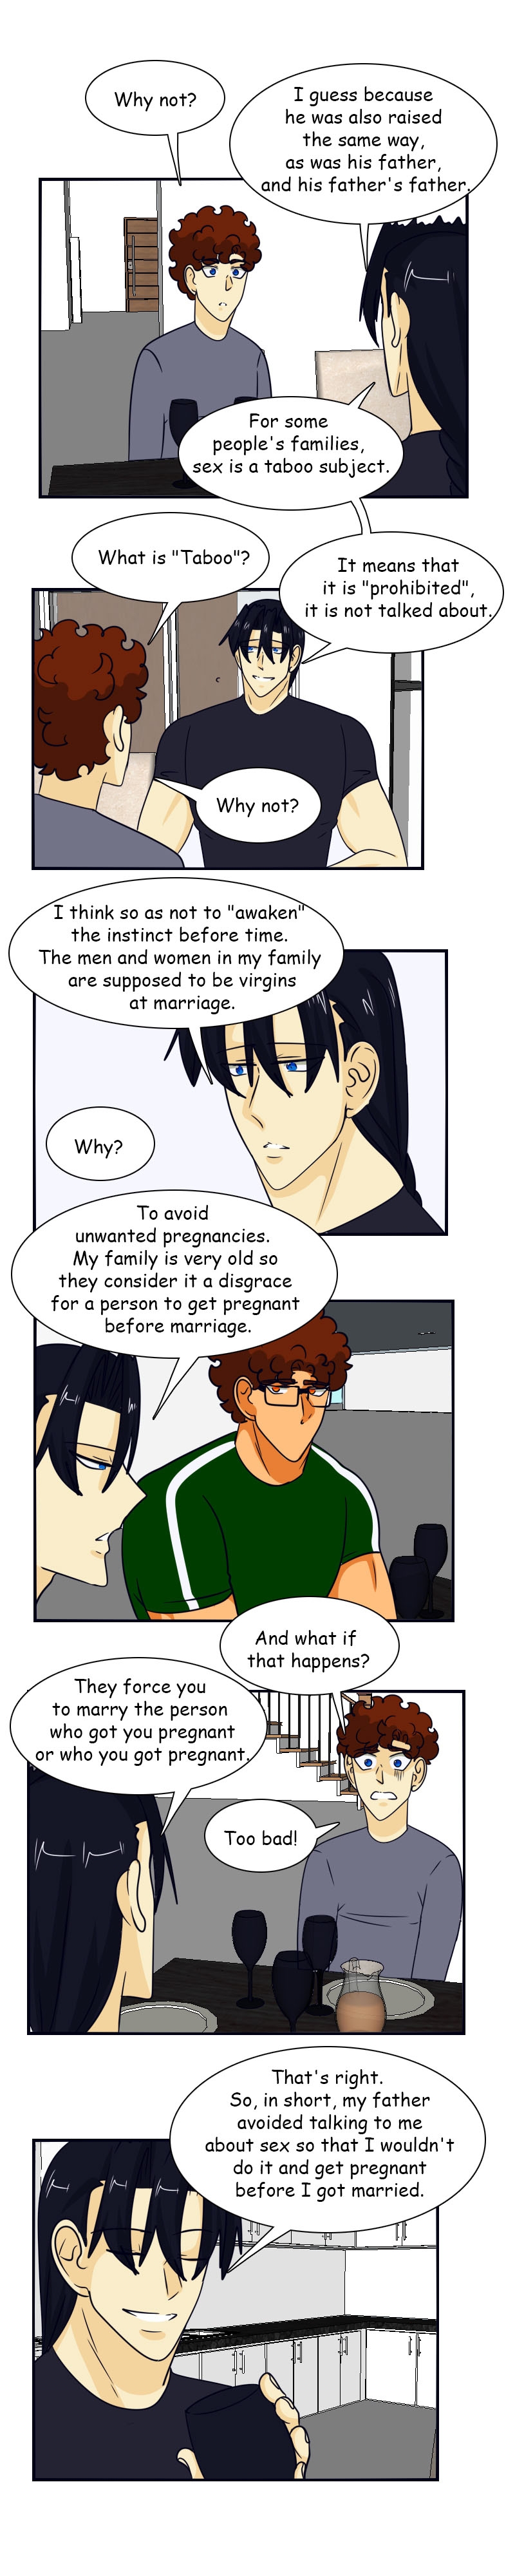 Why not?
I guess because
he was also raised
the same way,
as was his father,
and his father's father.
For some
people's families,
sex is a taboo subject.
What is "Taboo"?
It means that
it is "prohibited",
it is not talked about.
Why not?
I think so as not to "awaken"
the instinct before time.
The men and women in my family
are supposed to be virgins
at marriage.
Why?
To avoid
unwanted pregnancies.
My family is very old so
they consider it a disgrace
for a person to get pregnant
before marriage.
And what if
that happens?
They force you
to marry the person
who got you pregnant
or who you got pregnant.
Too bad!
That's right.
So, in short, my father
avoided talking to me
about sex so that I wouldn't
do it and get pregnant
before I got married.